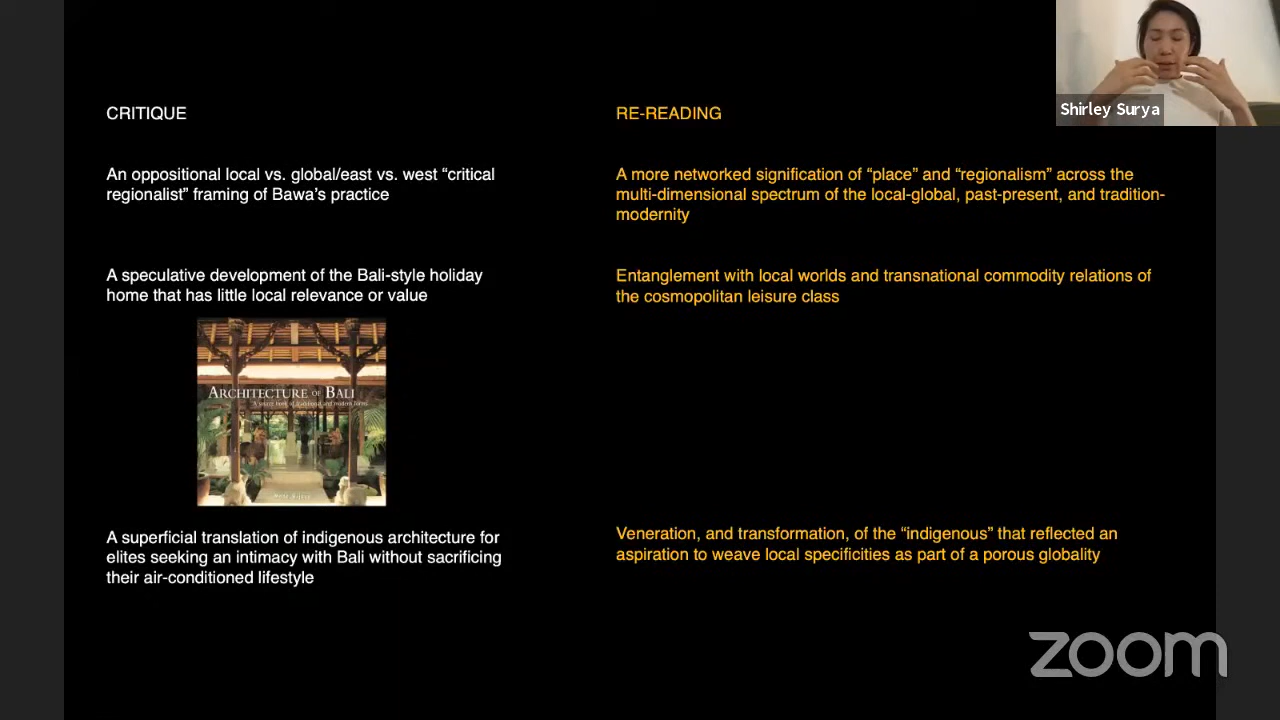 Shirley Surya
CRITIQUE
An oppositional local vs. global/east vs. west “critical
regionalist” framing of Bawa’s practice
A speculative development of the Bali-style holiday
home that has little local relevance or value
ARCHITECTURE OF BALI
A superficial translation of indigenous architecture for
elites seeking an intimacy with Bali without sacrificing
their air-conditioned lifestyle
RE-READING
A more networked signification of “place” and “regionalism” across the
multi-dimensional spectrum of the local-global, past-present, and tradition-
modernity
Entanglement with local worlds and transnational commodity relations of
the cosmopolitan leisure class
Veneration, and transformation, of the “indigenous” that reflected an
aspiration to weave local specificities as part of a porous globality
zoom